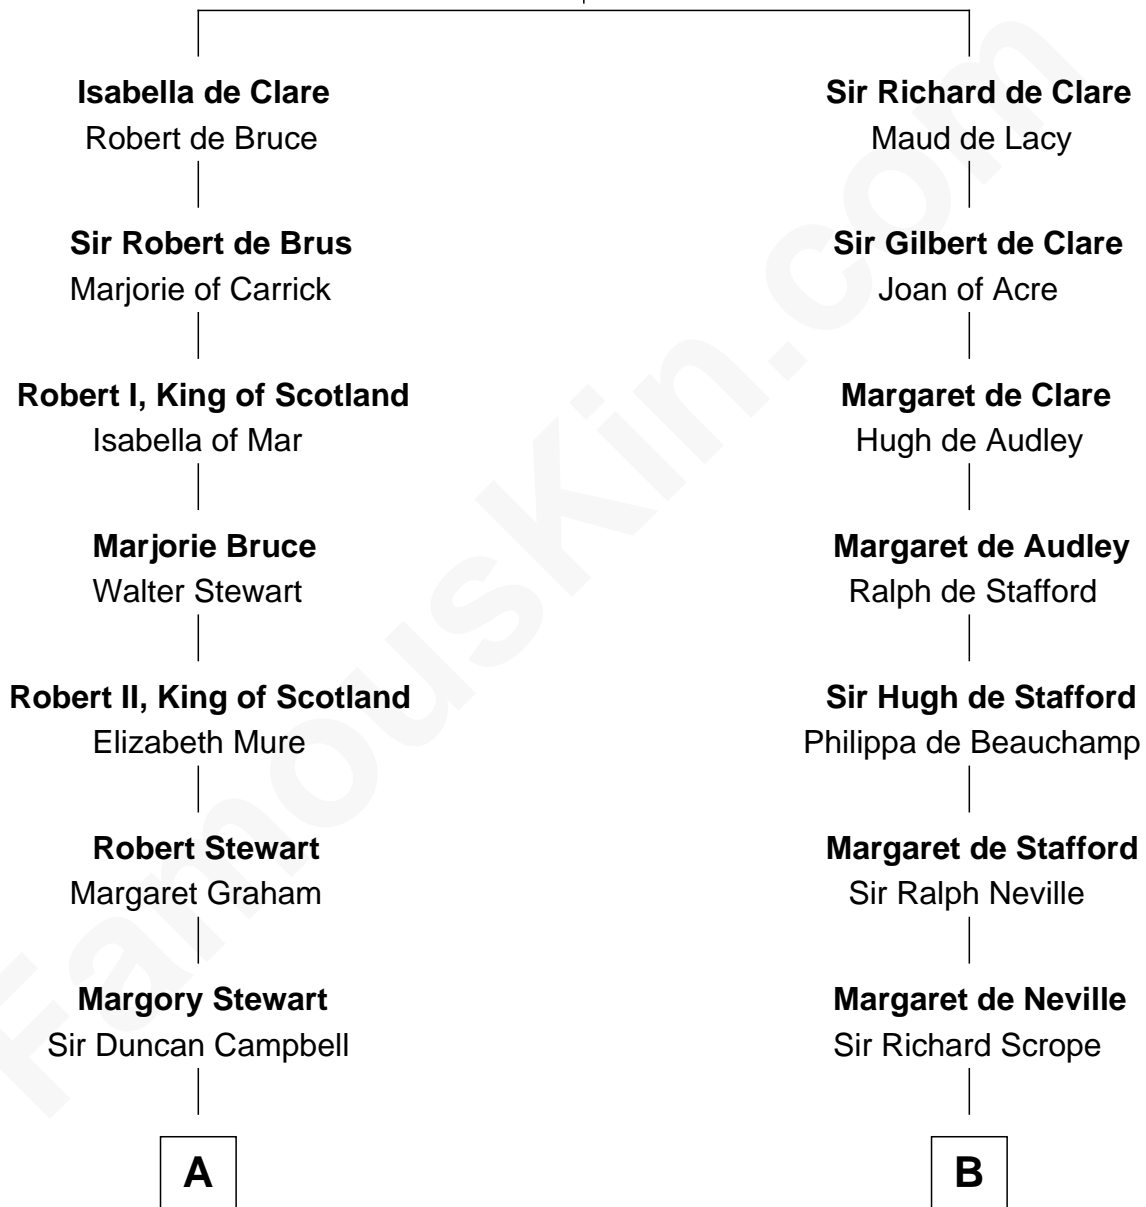 Isabella de Clare
Robert de Bruce
Sir Robert de Brus
Marjorie of Carrick
Robert I, King of Scotland
Isabella of Mar
Marjorie Bruce
Walter Stewart
Robert II, King of Scotland
Elizabeth Mure
Robert Stewart
Margaret Graham
Margory Stewart
Sir Duncan Campbell
A
Sir Richard de Clare
Maud de Lacy
Sir Gilbert de Clare
Joan of Acre
Margaret de Clare
Hugh de Audley
Margaret de Audley
Ralph de Stafford
Sir Hugh de Stafford
Philippa de Beauchamp
Margaret de Stafford
Sir Ralph Neville
Margaret de Neville
Sir Richard Scrope
B
FamousKin.com